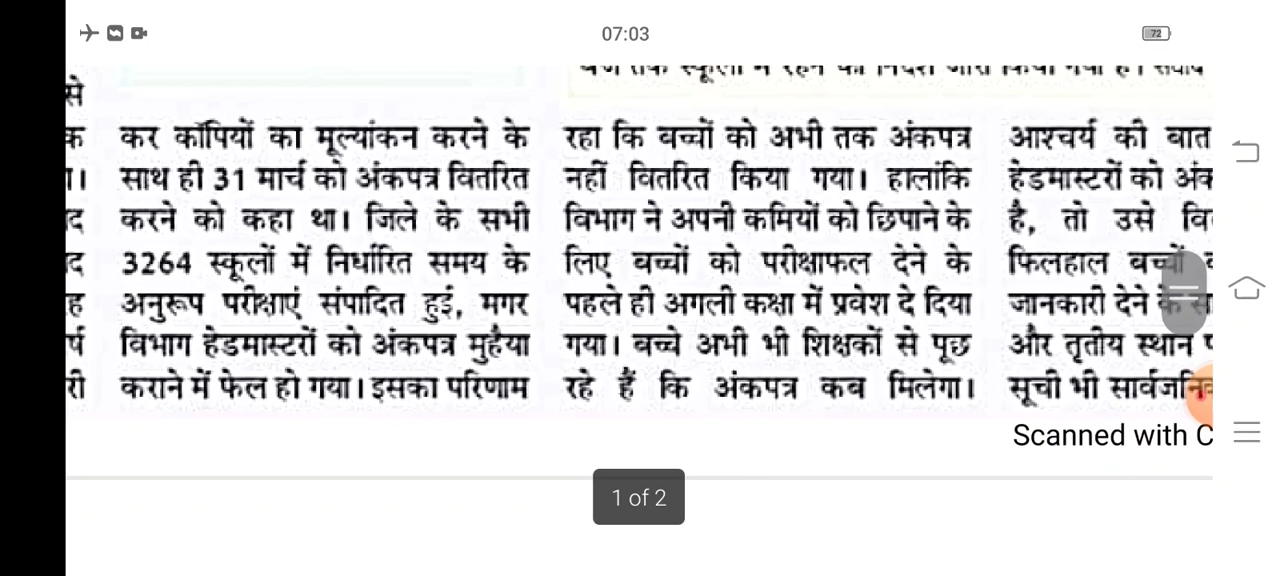 07:03
72
से
क
ा।
द
द
ह
र्ष
री
कर कॉपियों का मूल्यांकन करने के
साथ ही 31 मार्च को अंकपत्र वितरित
करने को कहा था। जिले के सभी
3264 स्कूलों में निर्धारित समय के
अनुरूप परीक्षाएं संपादित हुई, मगर
विभाग हेडमास्टरों को अंकपत्र मुहैया
कराने में फेल हो गया। इसका परिणाम
रहा कि बच्चों को अभी तक अंकपत्र
नहीं वितरित किया गया। हालांकि
विभाग ने अपनी कमियों को छिपाने के
लिए बच्चों को परीक्षाफल देने के
पहले ही अगली कक्षा में प्रवेश दे दिया
गया। बच्चे अभी भी शिक्षकों से पूछ
रहे हैं कि अंकपत्र कब मिलेगा।
आश्चर्य की बात
हेडमास्टरों को अंक
है, तो उसे वि
फिलहाल बच्चों
जानकारी देने के
और तृतीय स्थान
सूची भी सार्वजनि
Scanned with C
1 of 2